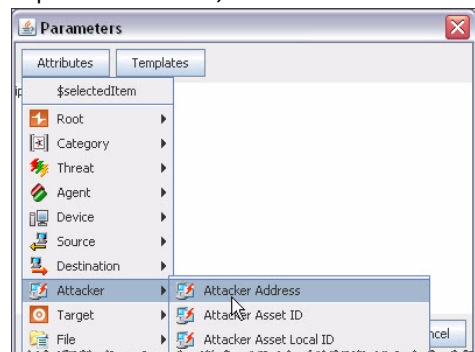 Parameters
Attributes Templates
$selectedItem
Root
Category
Threat
Agent
Device
Source
Destination
Attacker
Attacker Address
Target
Attacker Asset ID
File
Attacker Asset Local ID
ncel